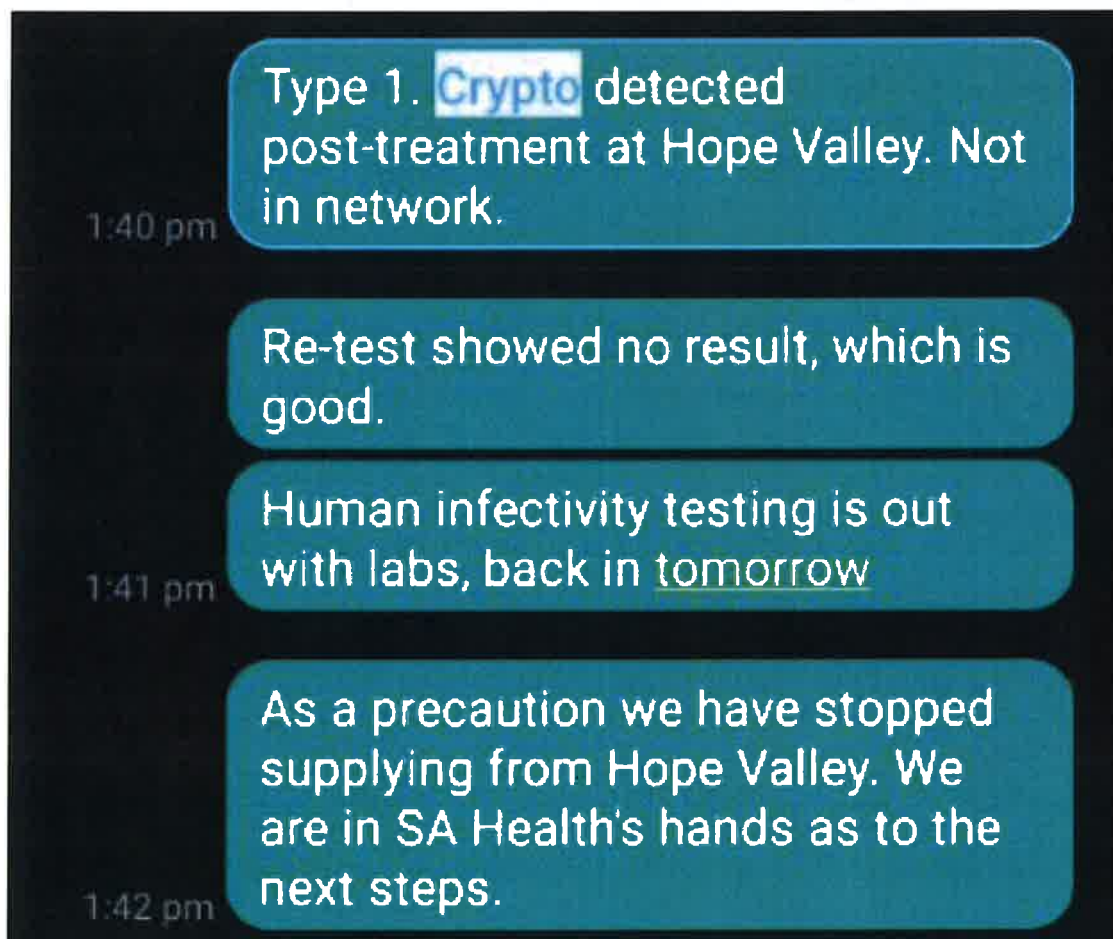 Type 1. Crypto detected
post-treatment at Hope Valley. Not
in network.
1:40 pm
Re-test showed no result, which is
good.
Human infectivity testing is out
with labs, back in tomorrow
1:41 pm
As a precaution we have stopped
supplying from Hope Valley. We
are in SA Health's hands as to the
next steps.
1:42 pm